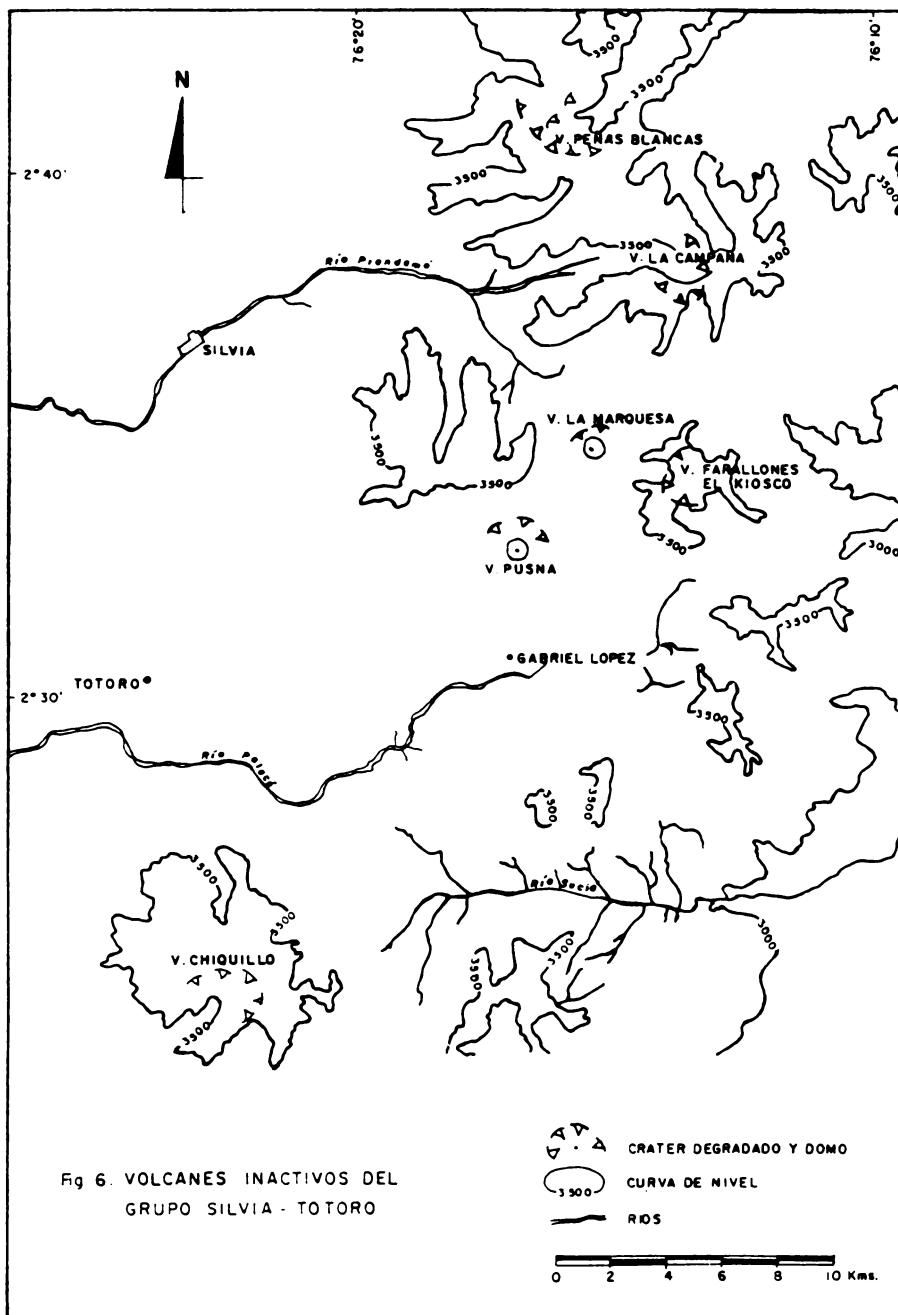 76°20'
76°10'
3900
3500
N
V. PEÑAS BLANCAS
2°40'
3500
3500
3500
V. LA CAMPANA
3500
Río Piendamó
SILVIA
V. LA MARQUESA
3500
V. FARALLONES
EL KIOSCO
3500
3500
3000
V. PUSNA
3500
GABRIEL LOPEZ
TOTORO
2°30'
3500
Río Palacé
3500
3500
Río Sucio
3500
3500
3000
3500
3500
V. CHIQUILLO
3500
Fig 6. VOLCANES INACTIVOS DEL
GRUPO SILVIA - TOTORO
CRATER DEGRADADO Y DOMO
3500
CURVA DE NIVEL
RIOS
0 2 4 6 8 10 Kms.